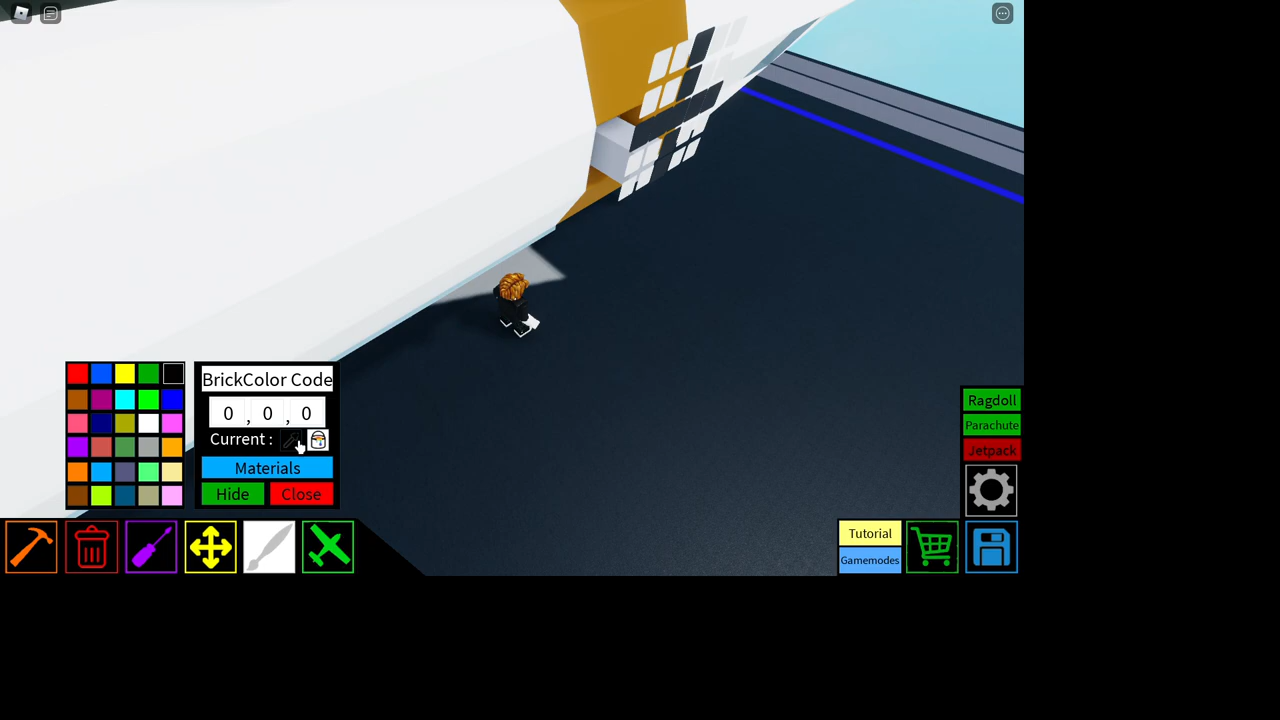 BrickColor Code
0 , 0 , 0
Current :
Materials
Hide
Close
Ragdoll
Parachute
Jetpack
Tutorial
Gamemodes